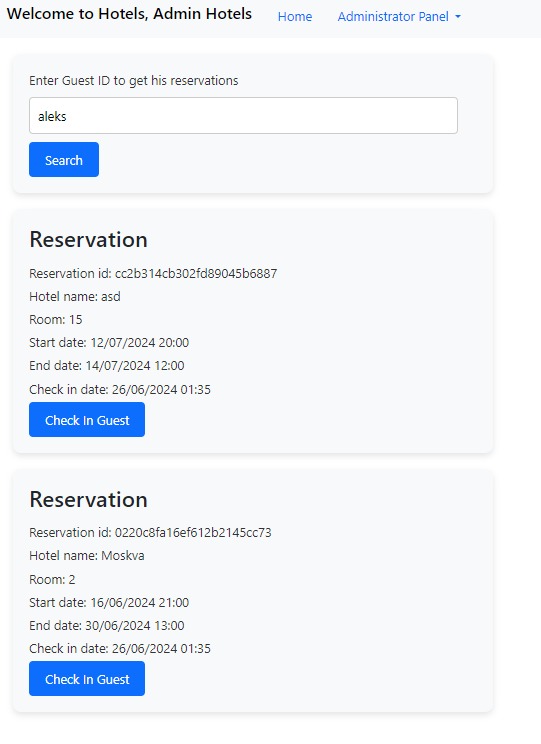 Welcome to Hotels, Admin Hotels Home Administrator Panel
Enter Guest ID to get his reservations
aleks
Search
Reservation
Reservation id: cc2b314cb302fd89045b6887
Hotel name: asd
Room: 15
Start date: 12/07/2024 20:00
End date: 14/07/2024 12:00
Check in date: 26/06/2024 01:35
Check In Guest
Reservation
Reservation id: 0220c8fa16ef612b2145cc73
Hotel name: Moskva
Room: 2
Start date: 16/06/2024 21:00
End date: 30/06/2024 13:00
Check in date: 26/06/2024 01:35
Check In Guest